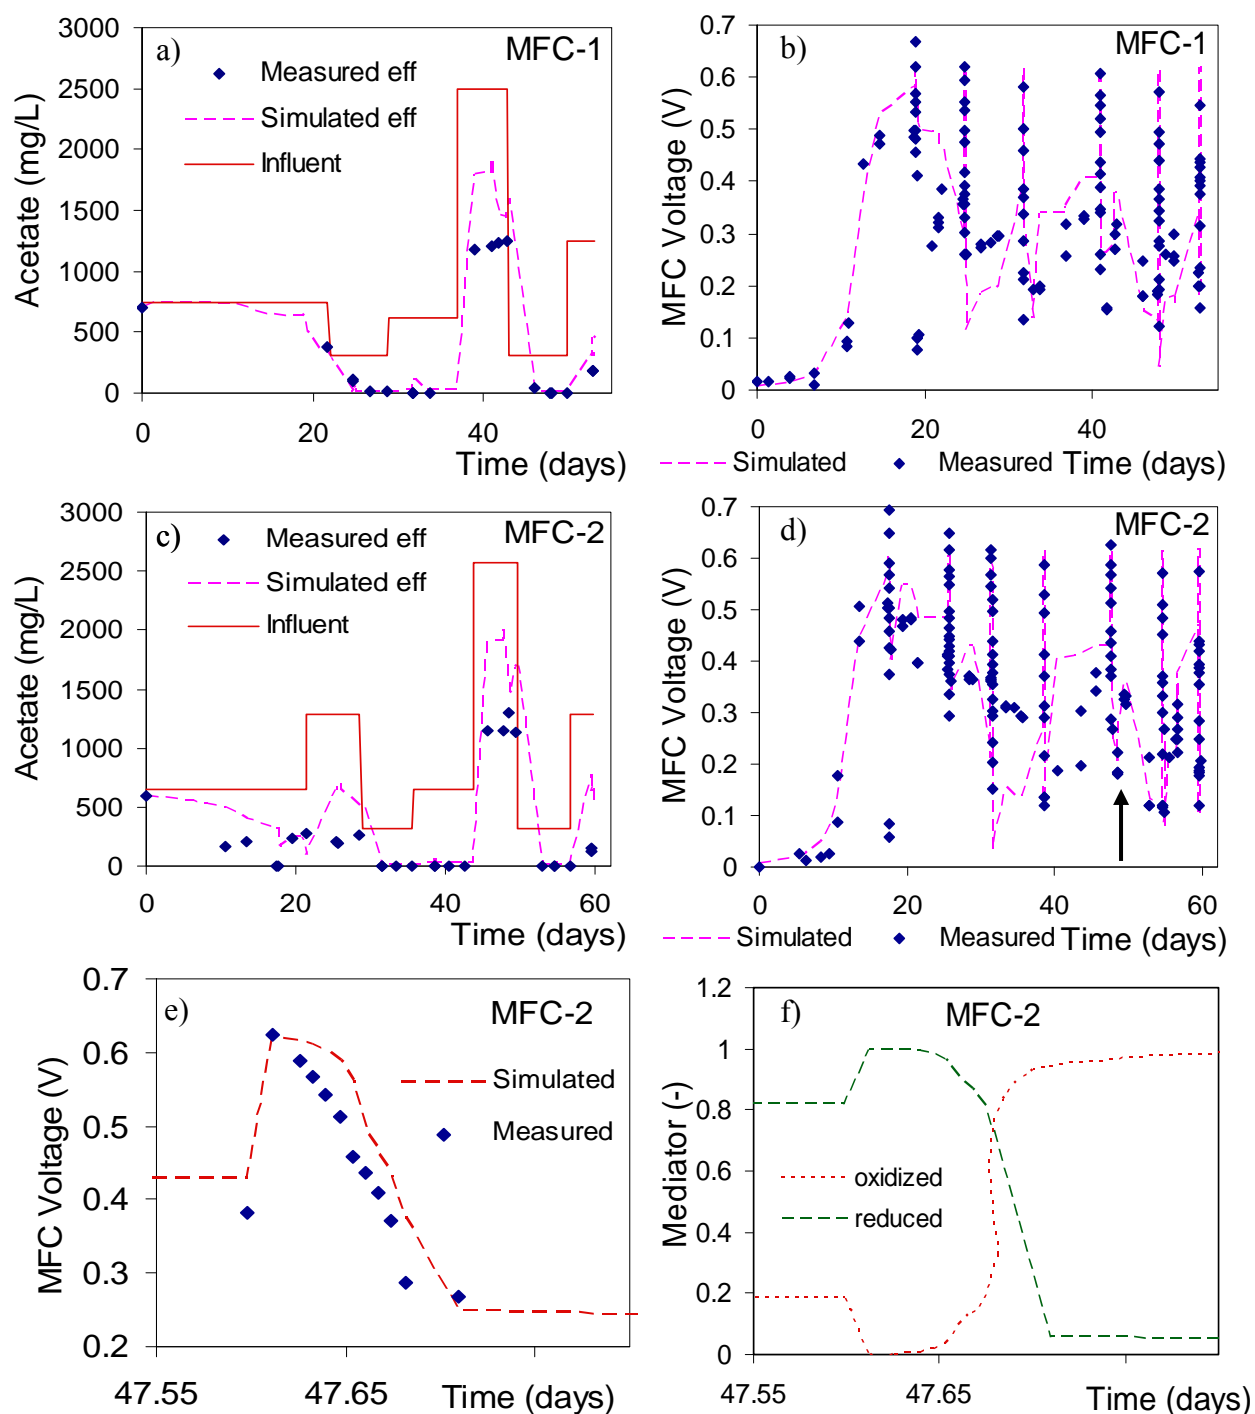 a)
MFC-1
Acetate (mg/L)
3000
2500
2000
1500
1000
500
0
Measured eff
Simulated eff
Influent
0
20
40
Time (days)
b)
MFC-1
MFC Voltage (V)
0.7
0.6
0.5
0.4
0.3
0.2
0.1
0
0
20
40
Simulated
Measured
Time (days)
c)
MFC-2
Acetate (mg/L)
3000
2500
2000
1500
1000
500
0
Measured eff
Simulated eff
Influent
0
20
40
60
Time (days)
d)
MFC-2
MFC Voltage (V)
0.7
0.6
0.5
0.4
0.3
0.2
0.1
0
0
20
40
60
Simulated
Measured
Time (days)
e)
MFC-2
MFC Voltage (V)
0.7
0.6
0.5
0.4
0.3
0.2
Simulated
Measured
47.55
47.65
Time (days)
f)
MFC-2
Mediator (-)
1.2
1
0.8
0.6
0.4
0.2
0
oxidized
reduced
47.55
47.65
Time (days)